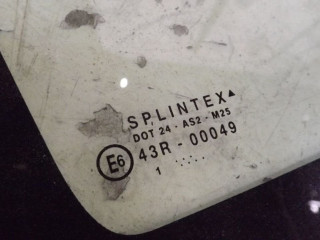 SPLINTEX▲
DOT 24 · AS2 - M25
E6 43R - 00049
1